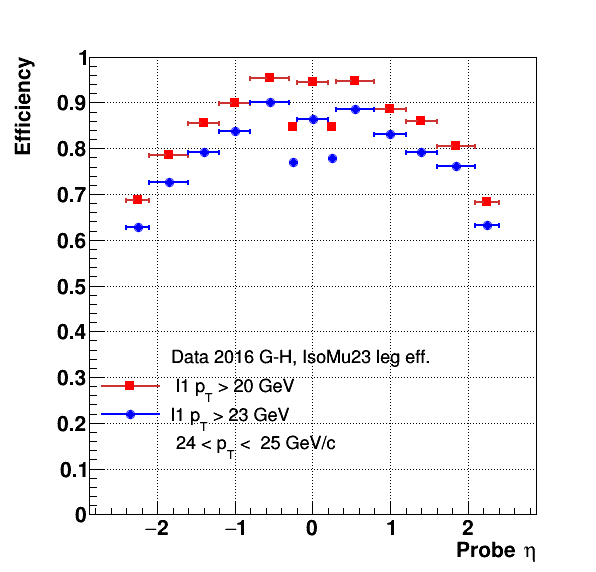 Efficiency
1
0.9
0.8
0.7
0.6
0.5
0.4
0.3
0.2
0.1
0
Data 2016 G-H, IsoMu23 leg eff.
l1 pT > 20 GeV
l1 pT > 23 GeV
24 < pT < 25 GeV/c
−2 −1 0 1 2
Probe η